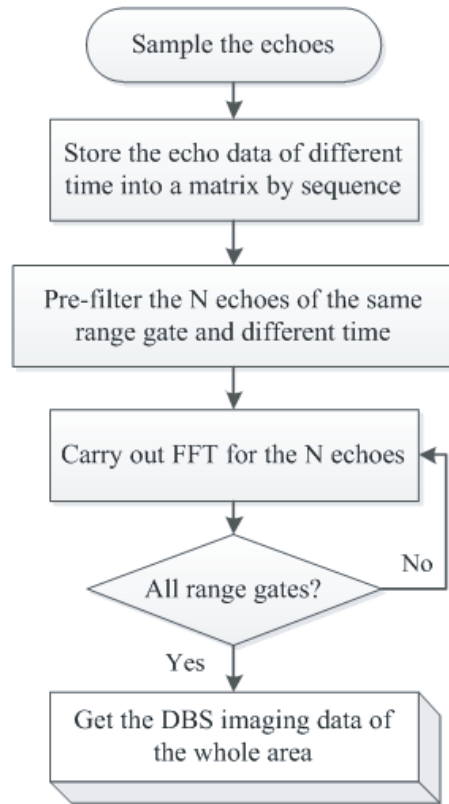 Sample the echoes
Store the echo data of different
time into a matrix by sequence
Pre-filter the N echoes of the same
range gate and different time
Carry out FFT for the N echoes
All range gates?
No
Yes
Get the DBS imaging data of
the whole area